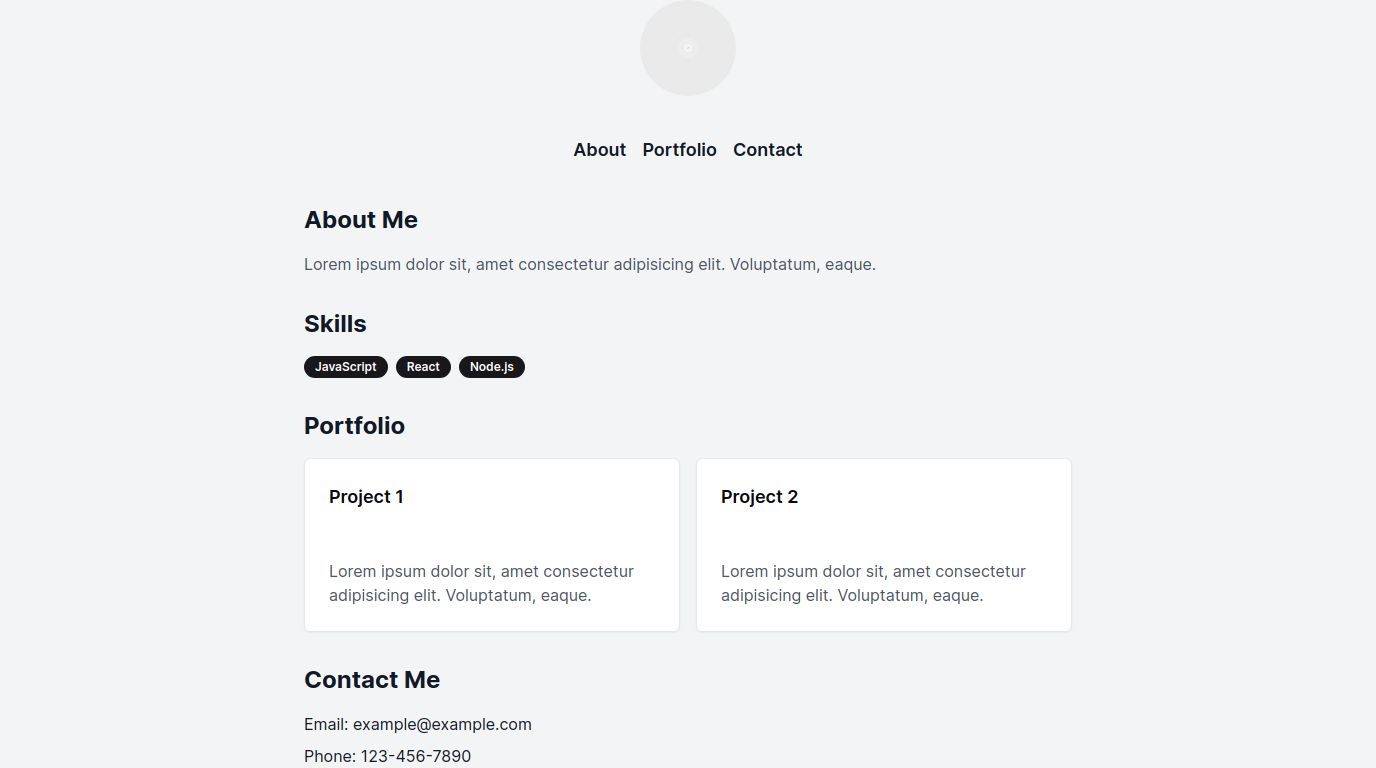 About Portfolio Contact
About Me
Lorem ipsum dolor sit, amet consectetur adipisicing elit. Voluptatum, eaque.
Skills
JavaScript React Node.js
Portfolio
Project 1
Lorem ipsum dolor sit, amet consectetur
adipisicing elit. Voluptatum, eaque.
Project 2
Lorem ipsum dolor sit, amet consectetur
adipisicing elit. Voluptatum, eaque.
Contact Me
Email: example@example.com
Phone: 123-456-7890